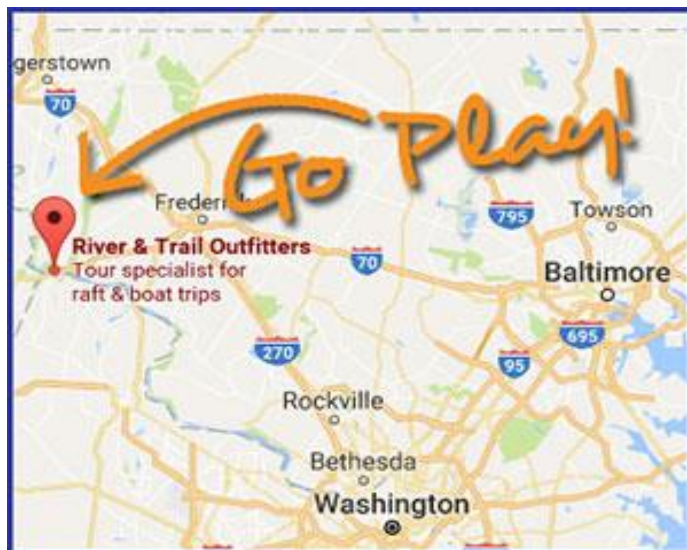 gerstown
70
Go Play!
Frederick
795
Towson
River & Trail Outfitters
Tour specialist for
raft & boat trips
70
Baltimore
695
270
95
Rockville
Bethesda
Washington